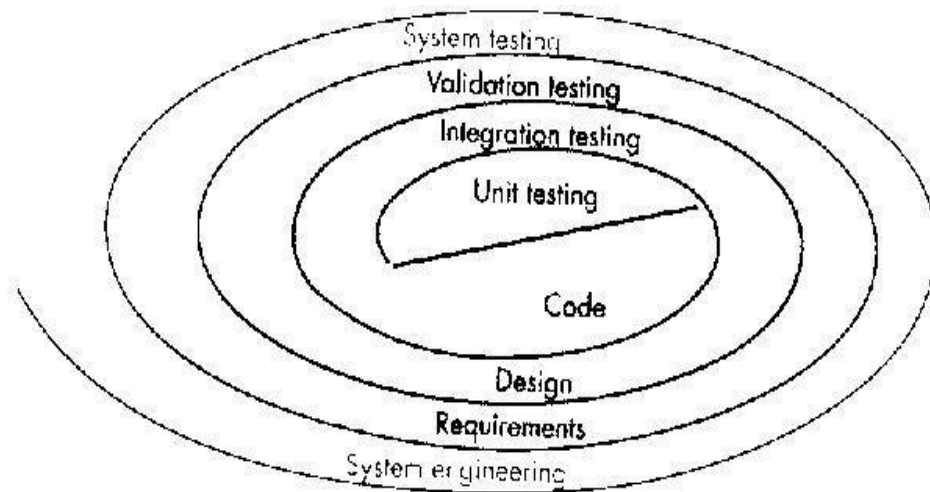 System testing
Validation testing
Integration testing
Unit testing
Code
Design
Requirements
System engineering